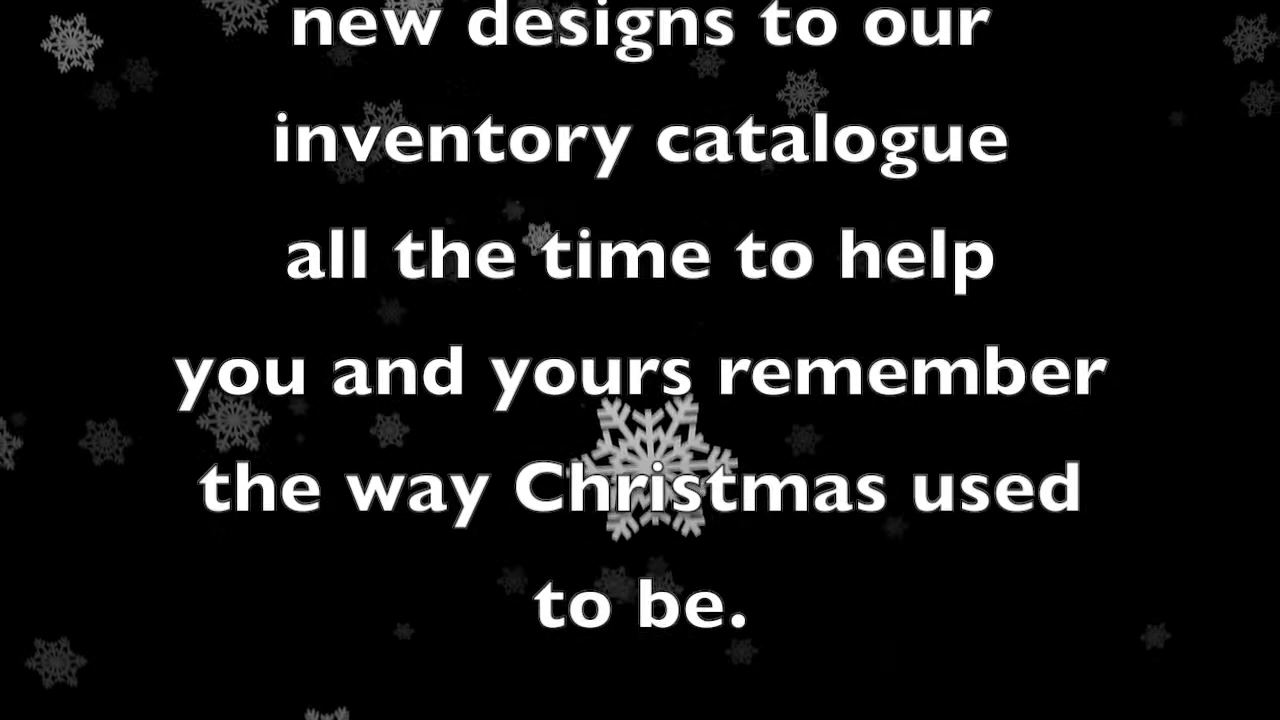 new designs to our
inventory catalogue
all the time to help
you and yours remember
the way Christmas used
to be.